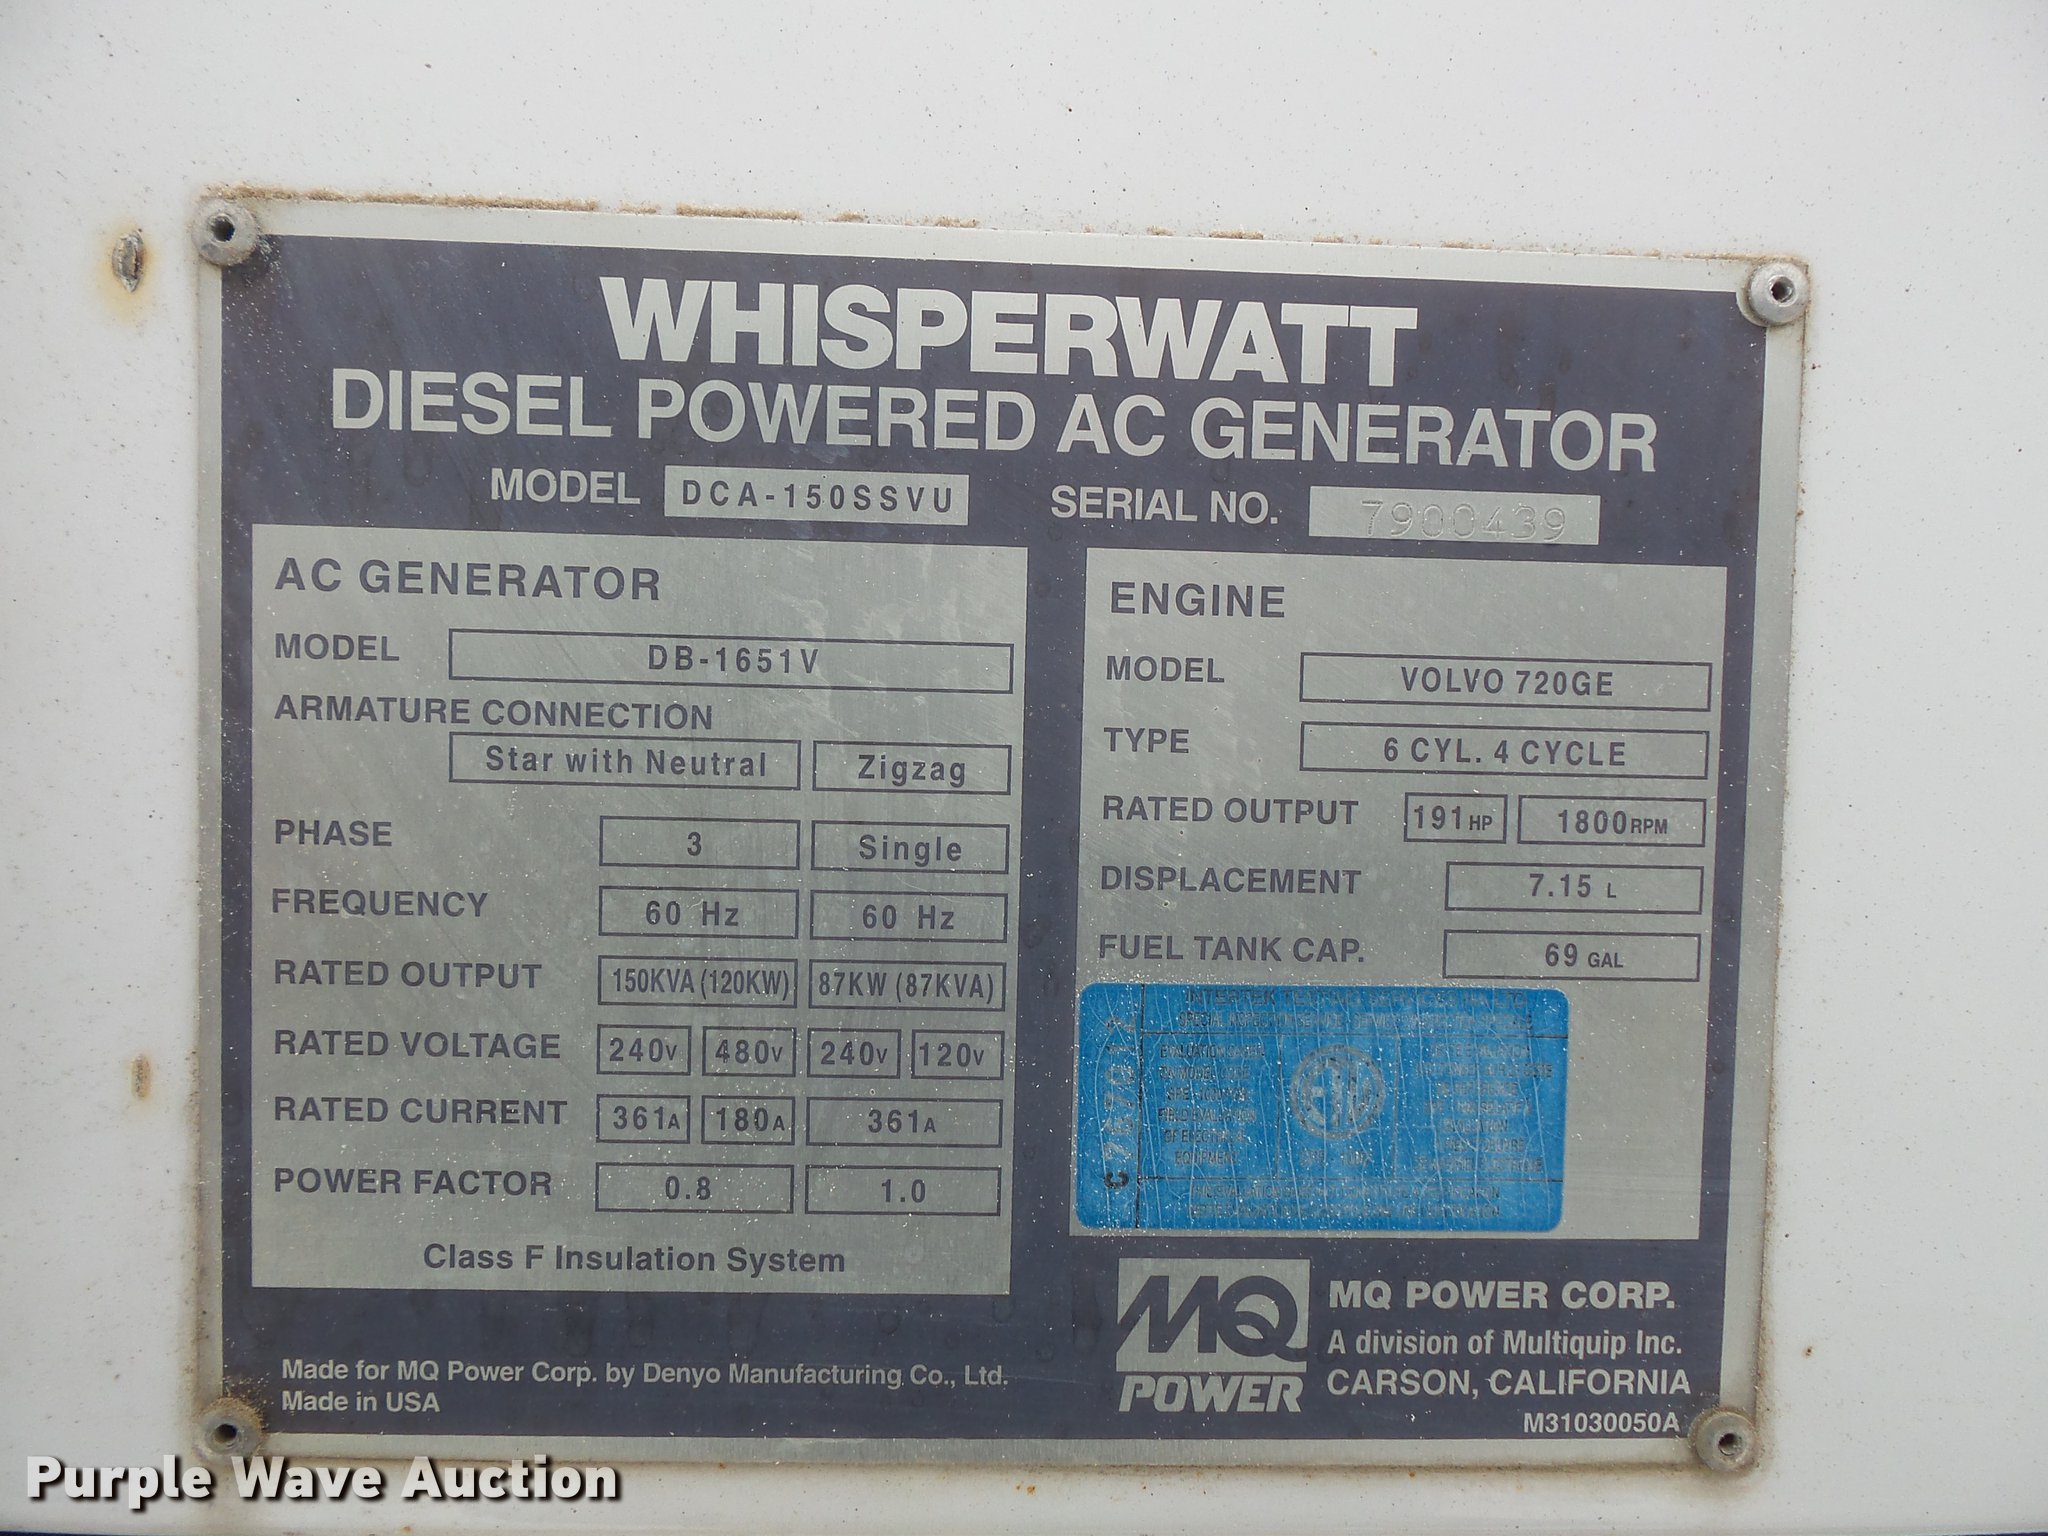 WHISPERWATT
DIESEL POWERED AC GENERATOR
MODEL DCA-150SSVU SERIAL NO. 7900439
AC GENERATOR
MODEL DB-1651V
ARMATURE CONNECTION
Star with Neutral Zigzag
PHASE 3 Single
FREQUENCY 60 Hz 60 Hz
RATED OUTPUT 150KVA (120KW) 87KW (87KVA)
RATED VOLTAGE 240V 480V 240V 120V
RATED CURRENT 361A 180A 361A
POWER FACTOR 0.8 1.0
Class F Insulation System
ENGINE
MODEL VOLVO 720GE
TYPE 6 CYL. 4 CYCLE
RATED OUTPUT 191HP 1800RPM
DISPLACEMENT 7.15 L
FUEL TANK CAP. 69 GAL
INTERTEK
FIELD EVALUATION
EQUIPMENT
Made for MQ Power Corp. by Denyo Manufacturing Co., Ltd.
Made in USA
MQ
POWER
MQ POWER CORP.
A division of Multiquip Inc.
CARSON, CALIFORNIA
M31030050A
Purple Wave Auction